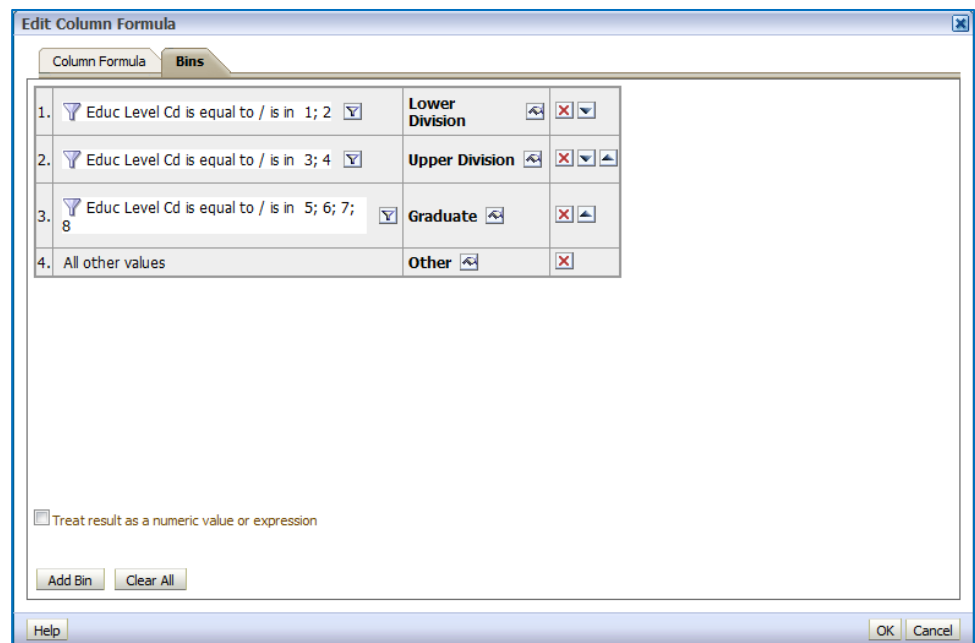 Edit Column Formula
Column Formula
Bins
1. Educ Level Cd is equal to / is in 1; 2
Lower
Division
2. Educ Level Cd is equal to / is in 3; 4
Upper Division
3. Educ Level Cd is equal to / is in 5; 6; 7;
8
Graduate
4. All other values
Other
Treat result as a numeric value or expression
Add Bin
Clear All
Help
OK
Cancel